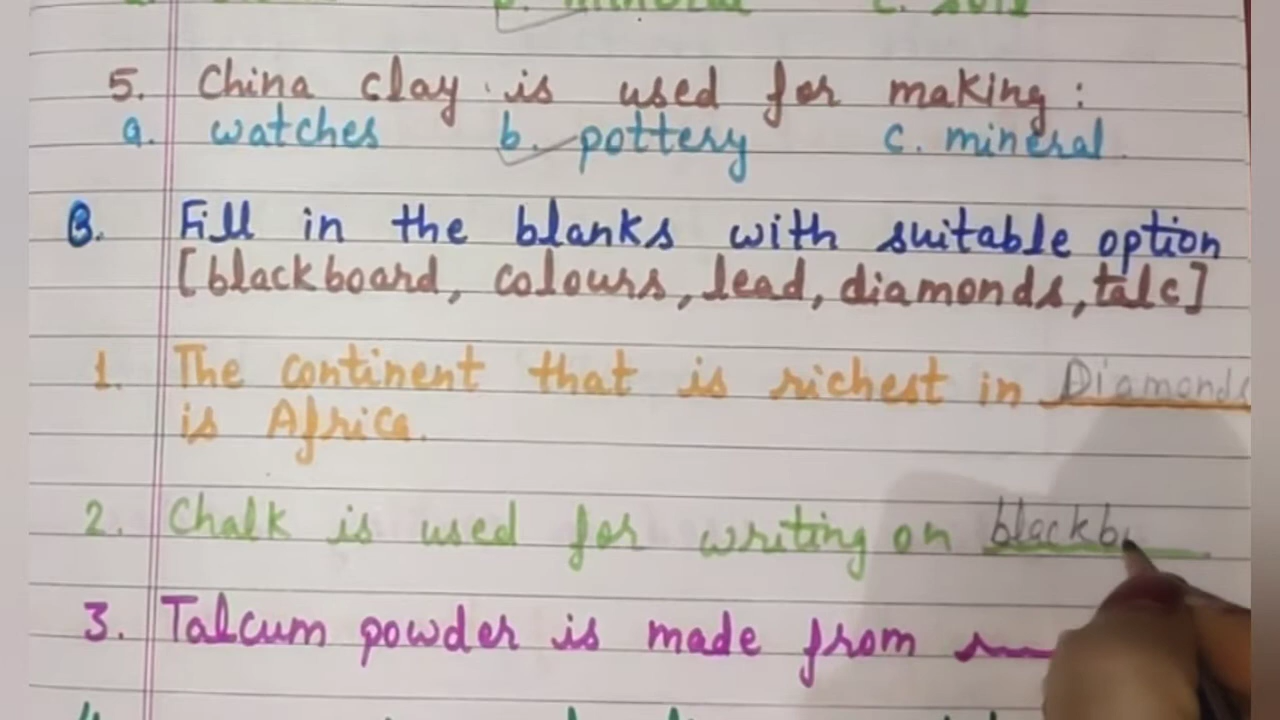 5. China clay is used for making :
a. watches b. pottery c. mineral
B. Fill in the blanks with suitable option
[blackboard, colours, lead, diamonds, talc]
1. The continent that is richest in Diamonds
is Africa.
2. Chalk is used for writing on blackb
3. Talcum powder is made from